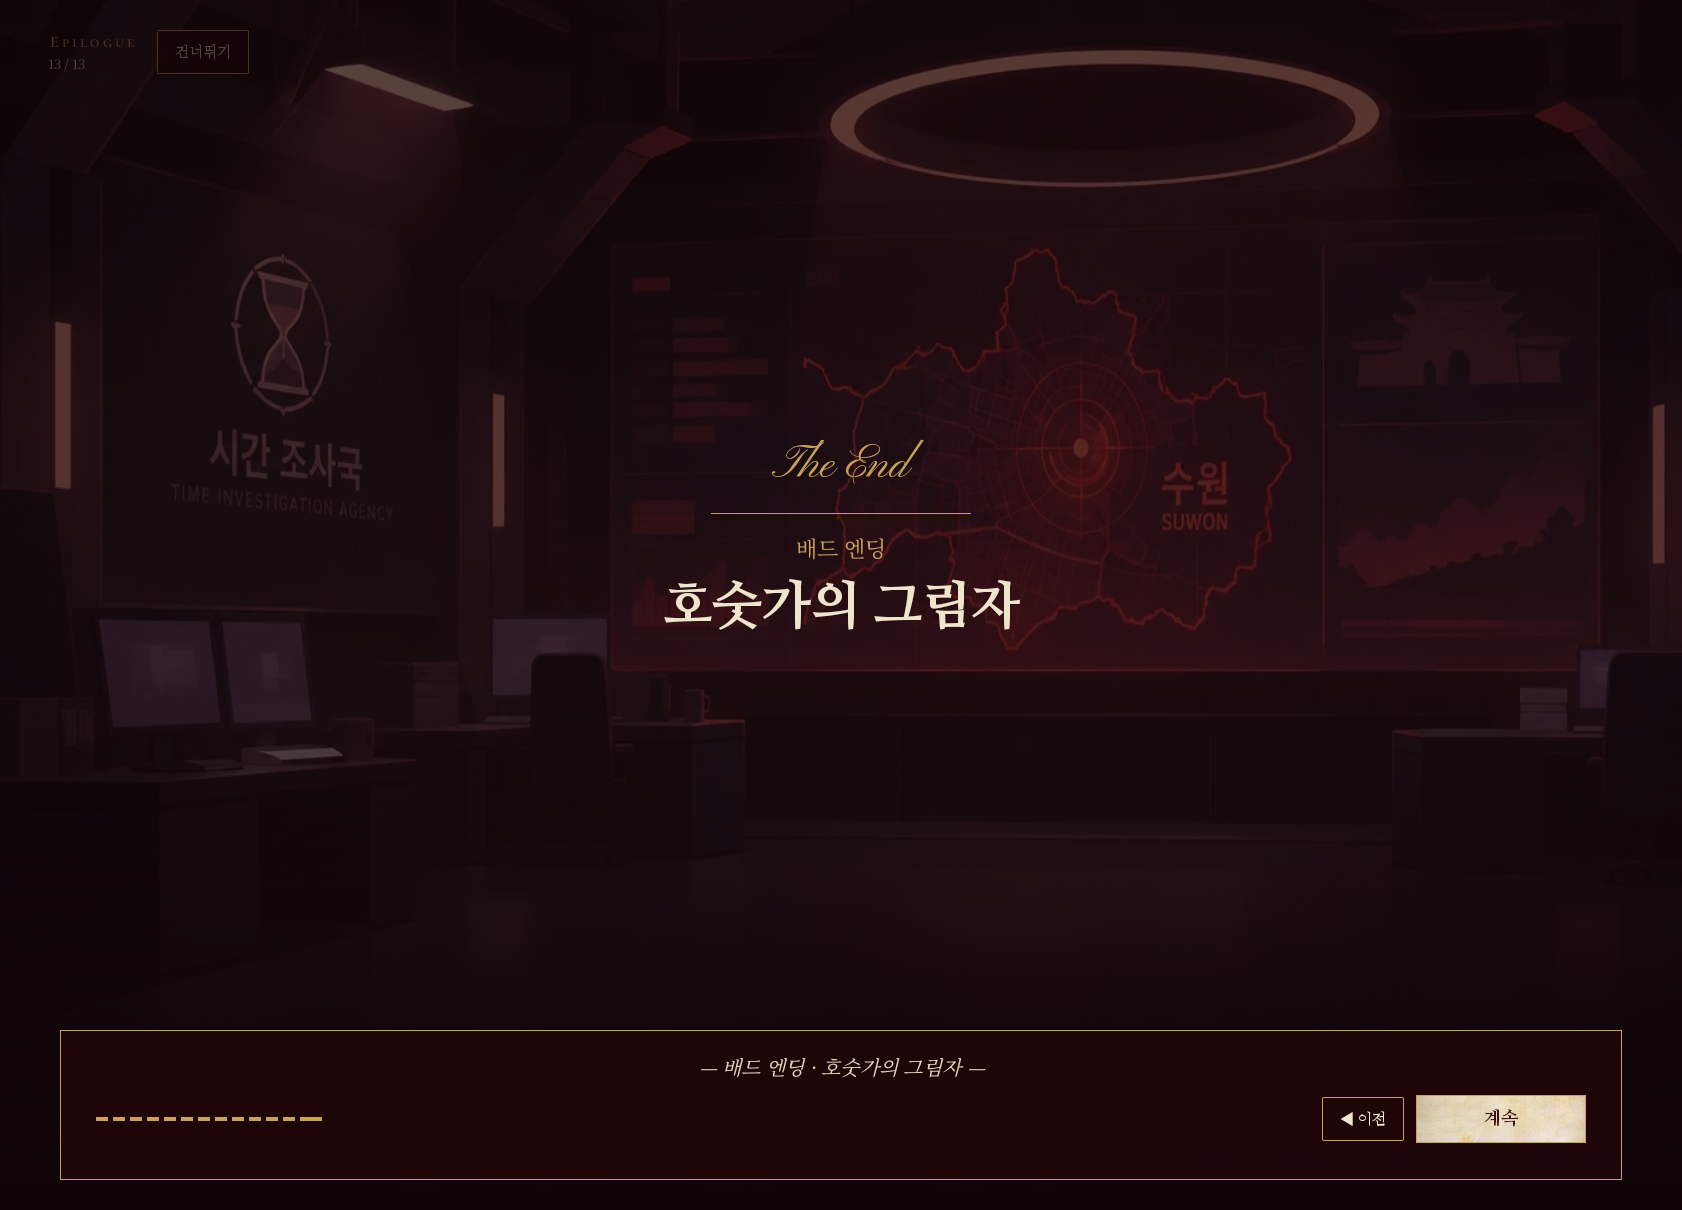 EPILOGUE
13 / 13
건너뛰기
시간 조사국
TIME INVESTIGATION AGENCY
수원
SUWON
The End
배드 엔딩
호숫가의 그림자
— 배드 엔딩 · 호숫가의 그림자 —
◀ 이전
계속